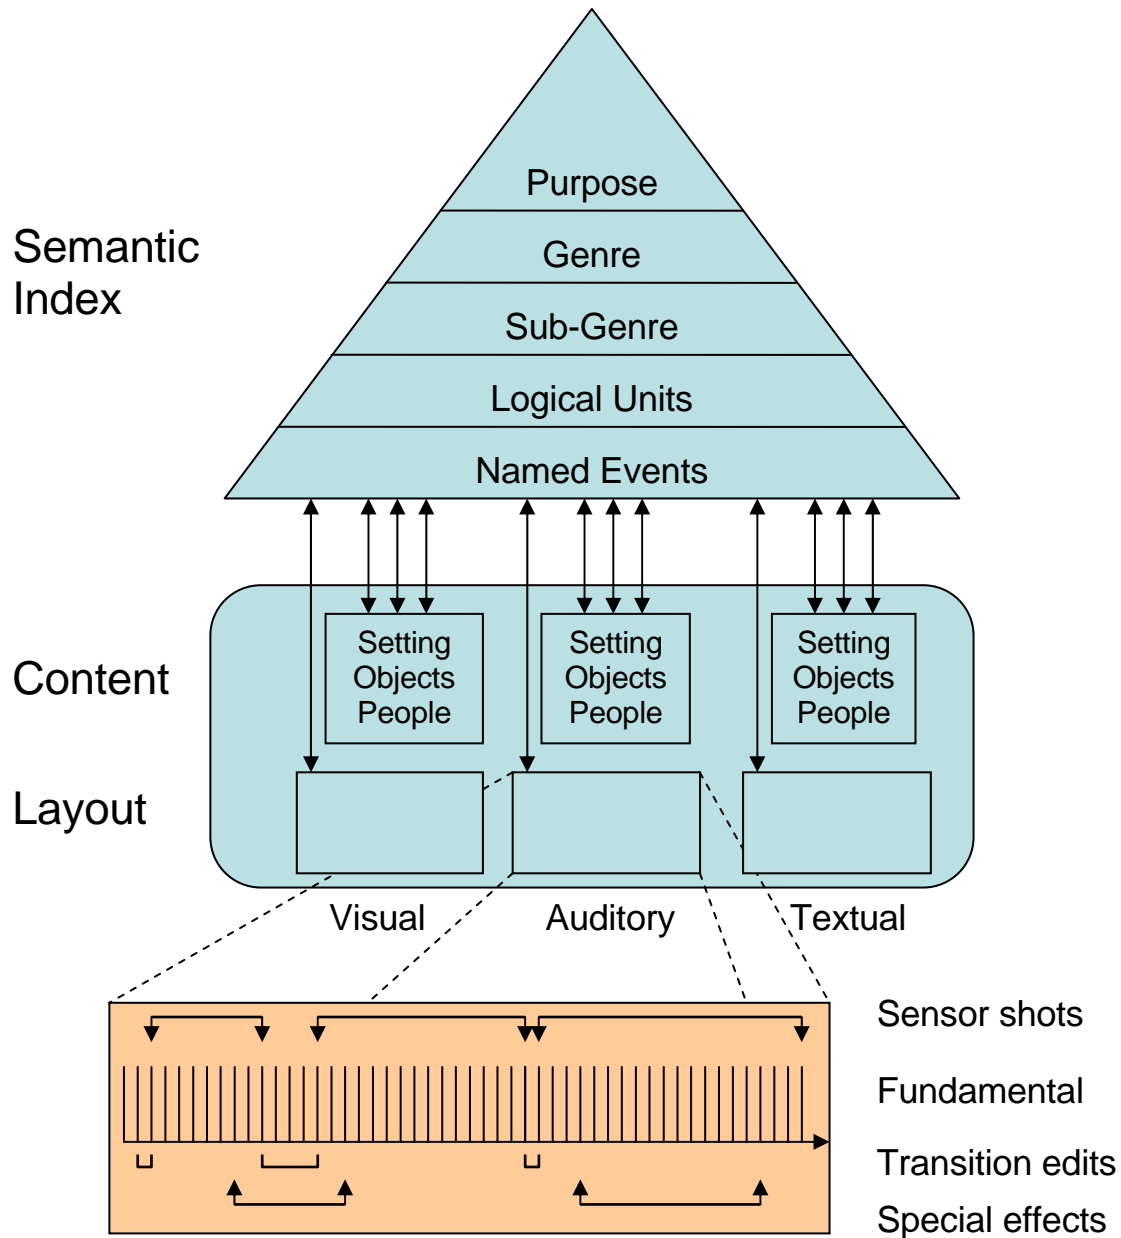 Purpose
Semantic
Index
Genre
Sub-Genre
Logical Units
Named Events
Content
Setting
Objects
People
Setting
Objects
People
Setting
Objects
People
Layout
Visual
Auditory
Textual
Sensor shots
Fundamental
Transition edits
Special effects